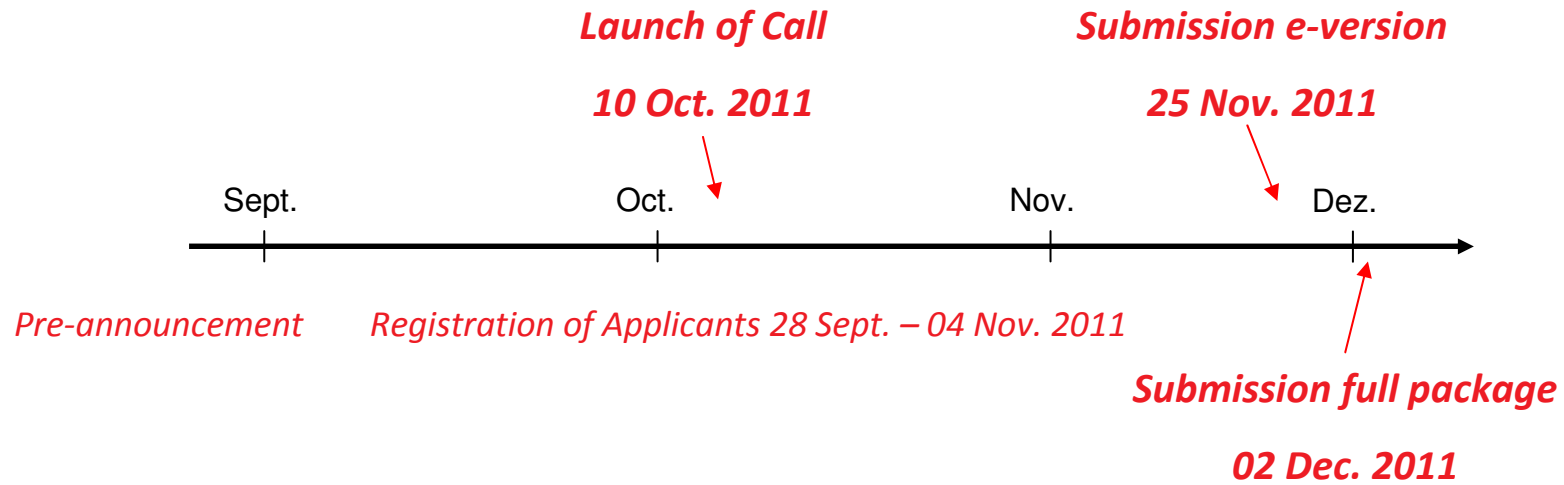 Launch of Call
10 Oct. 2011
Submission e-version
25 Nov. 2011
Sept.
Oct.
Nov.
Dez.
Pre-announcement
Registration of Applicants 28 Sept. – 04 Nov. 2011
Submission full package
02 Dec. 2011